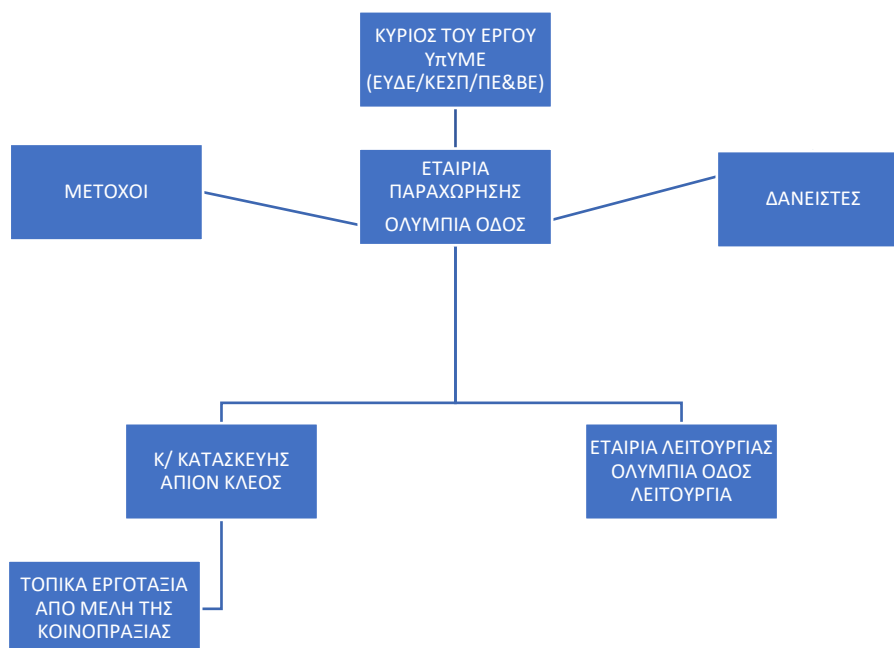 ΚΥΡΙΟΣ ΤΟΥ ΕΡΓΟΥ
ΥπΥΜΕ
(ΕΥΔΕ/ΚΕΣΠ/ΠΕ&ΒΕ)
ΜΕΤΟΧΟΙ
ΕΤΑΙΡΙΑ
ΠΑΡΑΧΩΡΗΣΗΣ
ΟΛΥΜΠΙΑ ΟΔΟΣ
ΔΑΝΕΙΣΤΕΣ
Κ/ ΚΑΤΑΣΚΕΥΗΣ
ΑΠΙΟΝ ΚΛΕΟΣ
ΕΤΑΙΡΙΑ ΛΕΙΤΟΥΡΓΙΑΣ
ΟΛΥΜΠΙΑ ΟΔΟΣ
ΛΕΙΤΟΥΡΓΙΑ
ΤΟΠΙΚΑ ΕΡΓΟΤΑΞΙΑ
ΑΠΟ ΜΕΛΗ ΤΗΣ
ΚΟΙΝΟΠΡΑΞΙΑΣ